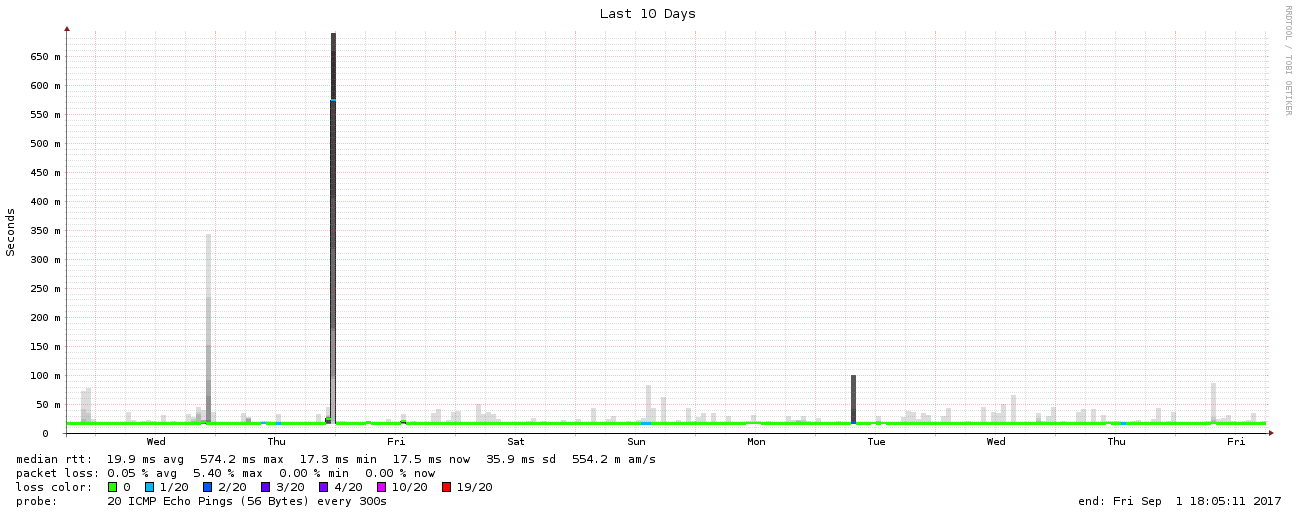 Last 10 Days
RRDTOOL / TOBI OETIKER
Seconds
650 m
600 m
550 m
500 m
450 m
400 m
350 m
300 m
250 m
200 m
150 m
100 m
50 m
0
Wed Thu Fri Sat Sun Mon Tue Wed Thu Fri
median rtt: 19.9 ms avg 574.2 ms max 17.3 ms min 17.5 ms now 35.9 ms sd 554.2 m am/s
packet loss: 0.05 % avg 5.40 % max 0.00 % min 0.00 % now
loss color: 0 1/20 2/20 3/20 4/20 10/20 19/20
probe: 20 ICMP Echo Pings (56 Bytes) every 300s end: Fri Sep 1 18:05:11 2017